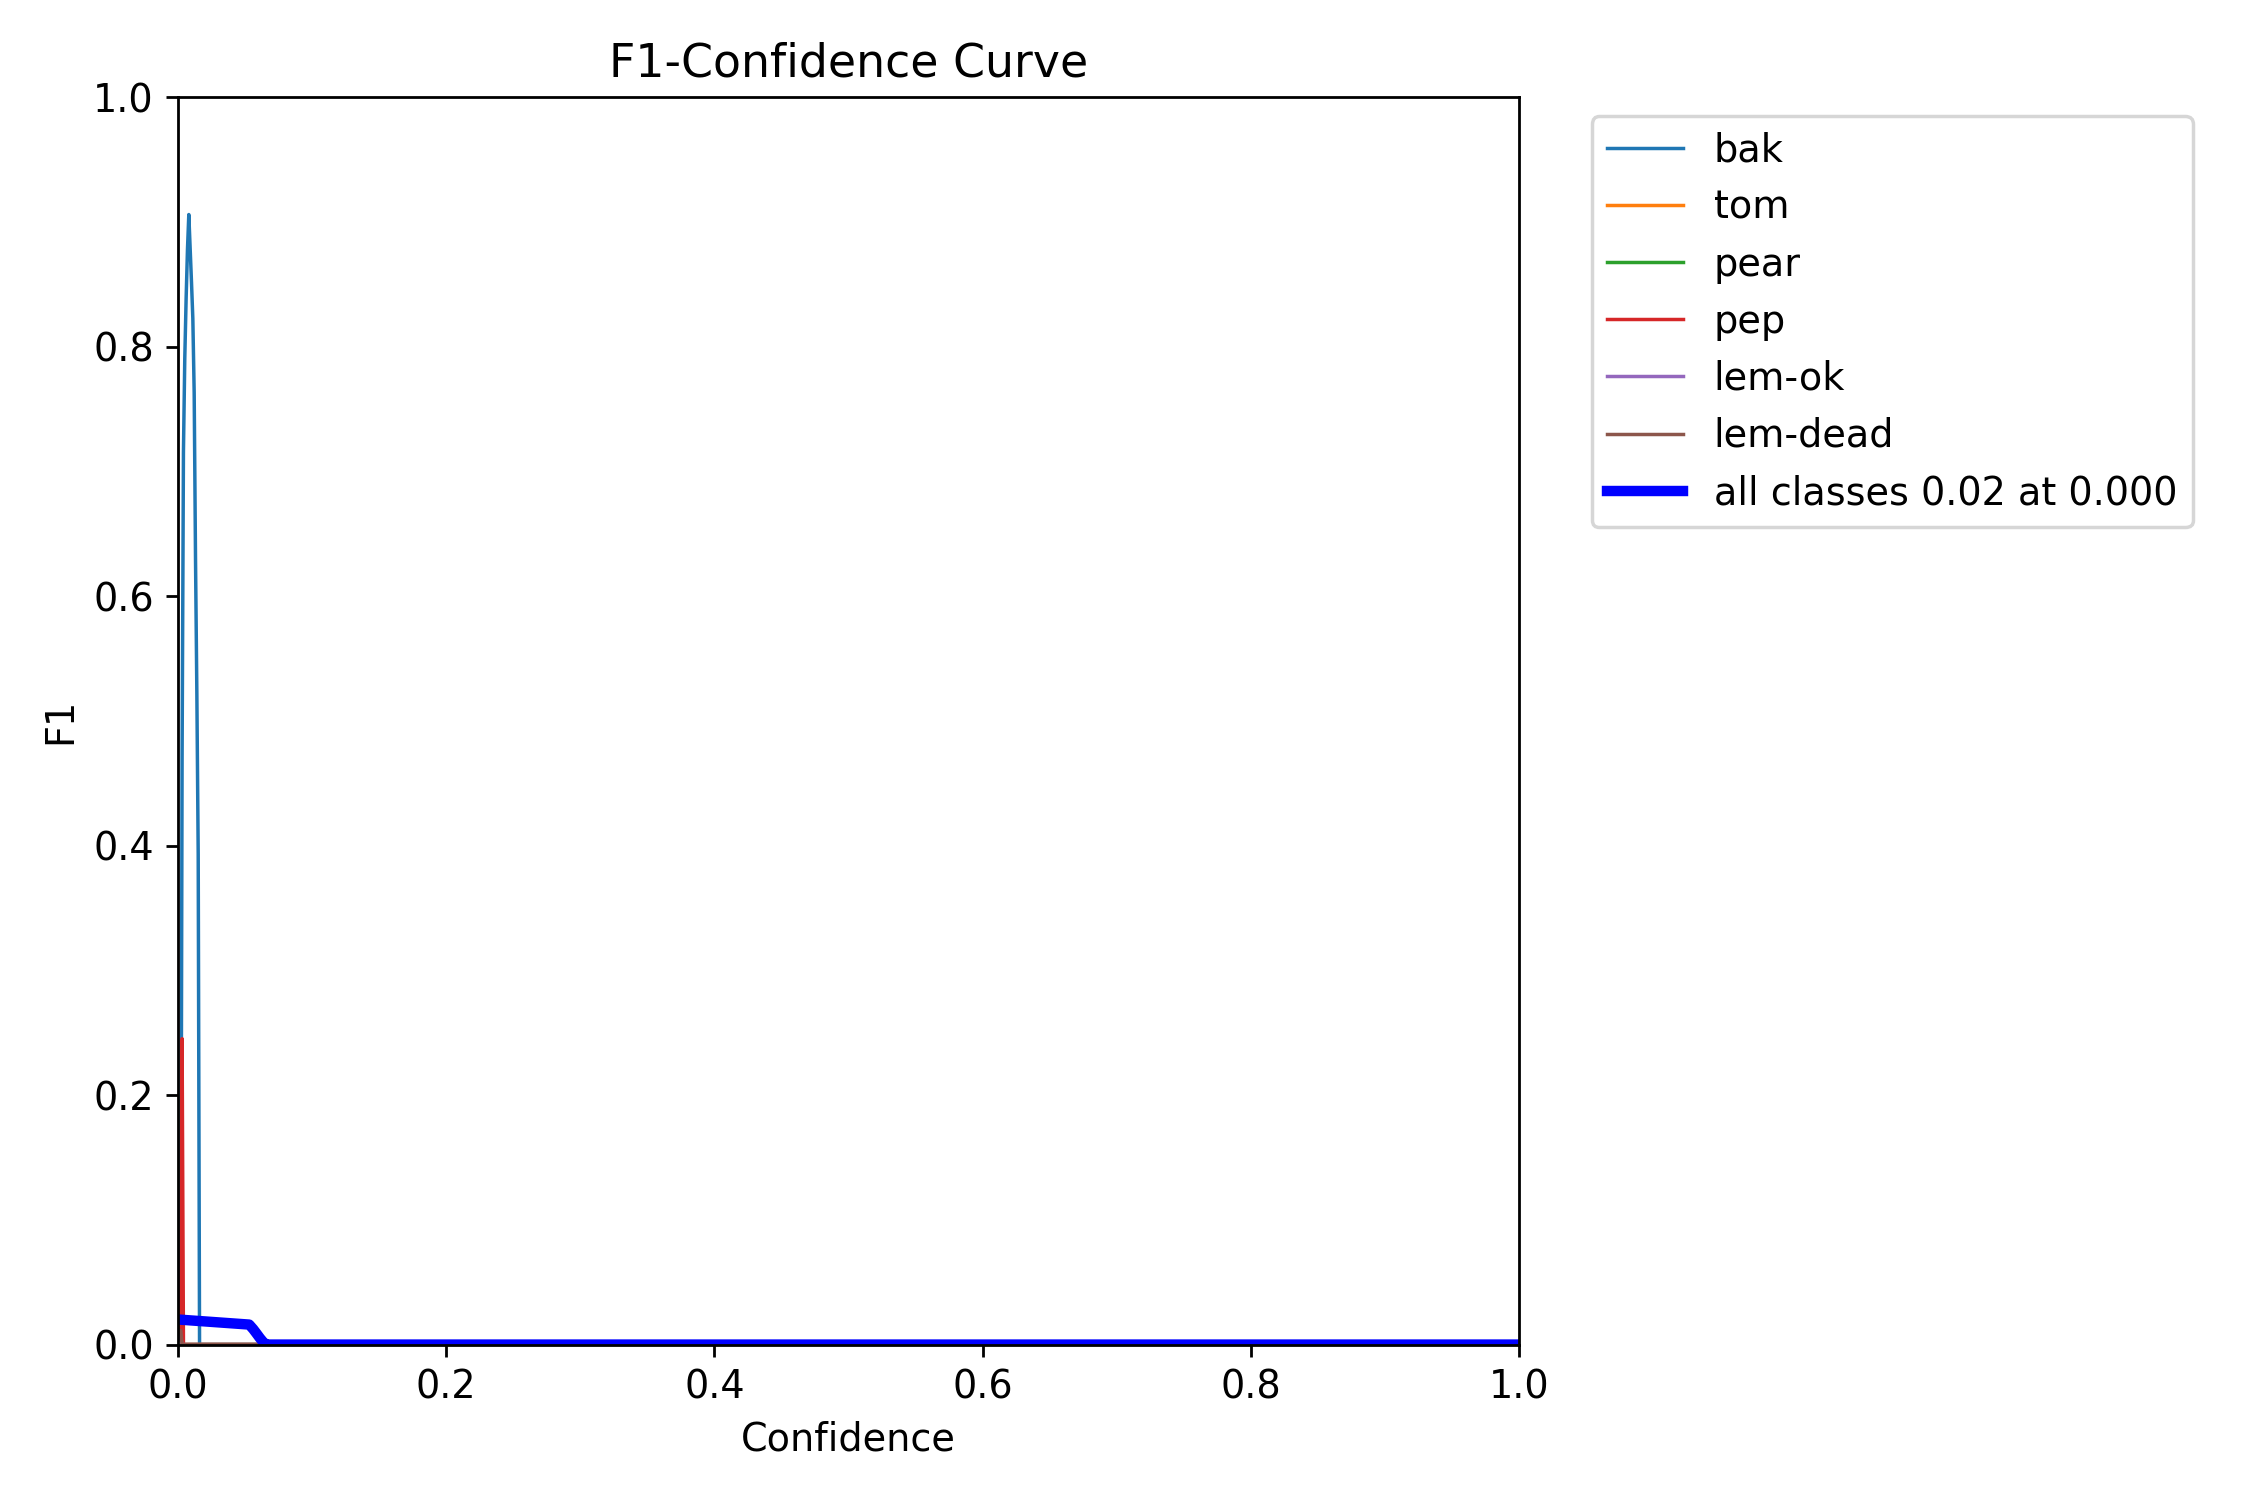 F1-Confidence Curve
1.0
0.8
0.6
0.4
0.2
0.0
F1
0.0 0.2 0.4 0.6 0.8 1.0
Confidence
bak
tom
pear
pep
lem-ok
lem-dead
all classes 0.02 at 0.000